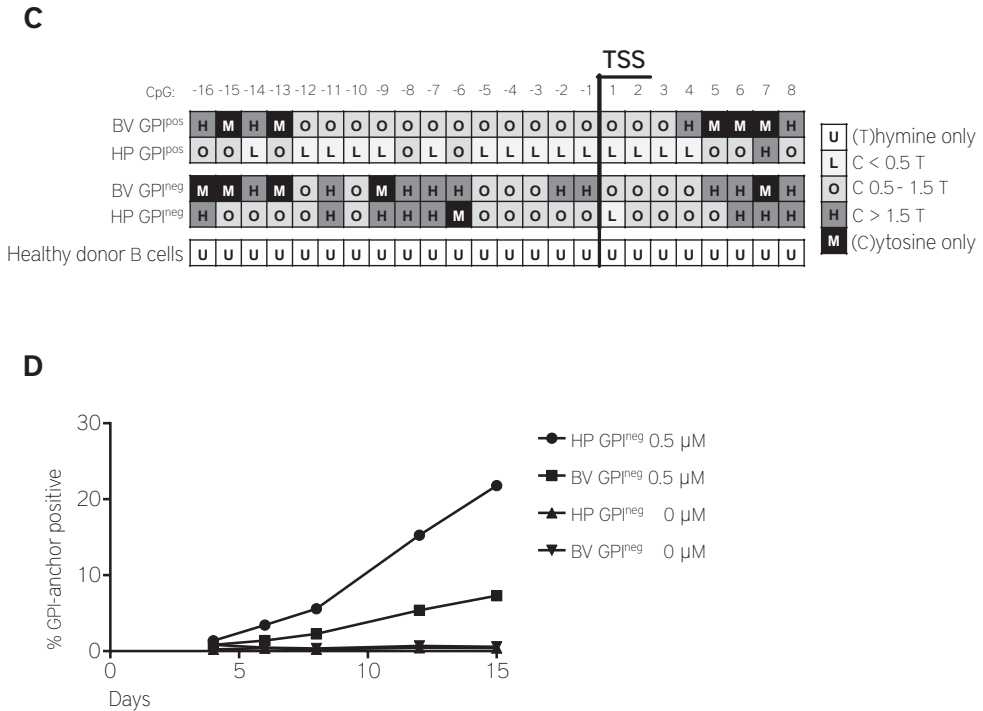 C
TSS
CpG: -16 -15 -14 -13 -12 -11 -10 -9 -8 -7 -6 -5 -4 -3 -2 -1 1 2 3 4 5 6 7 8
BV GPIpos H M H M O O O O O O O O O O O O O O O H M M M H
HP GPIpos O O L O L L L L O L O L L L L L L L L L O O H O
BV GPIneg M M H M O H O M H H H O O O H H O O O O H H M H
HP GPIneg H O O O O H O H H H M O O O O O L O O O O H H H
Healthy donor B cells U U U U U U U U U U U U U U U U U U U U U U U U
U (T)hymine only
L C < 0.5 T
O C 0.5 - 1.5 T
H C > 1.5 T
M (C)ytosine only
D
% GPI-anchor positive
30
20
10
0
0 5 10 15
Days
HP GPIneg 0.5 µM
BV GPIneg 0.5 µM
HP GPIneg 0 µM
BV GPIneg 0 µM